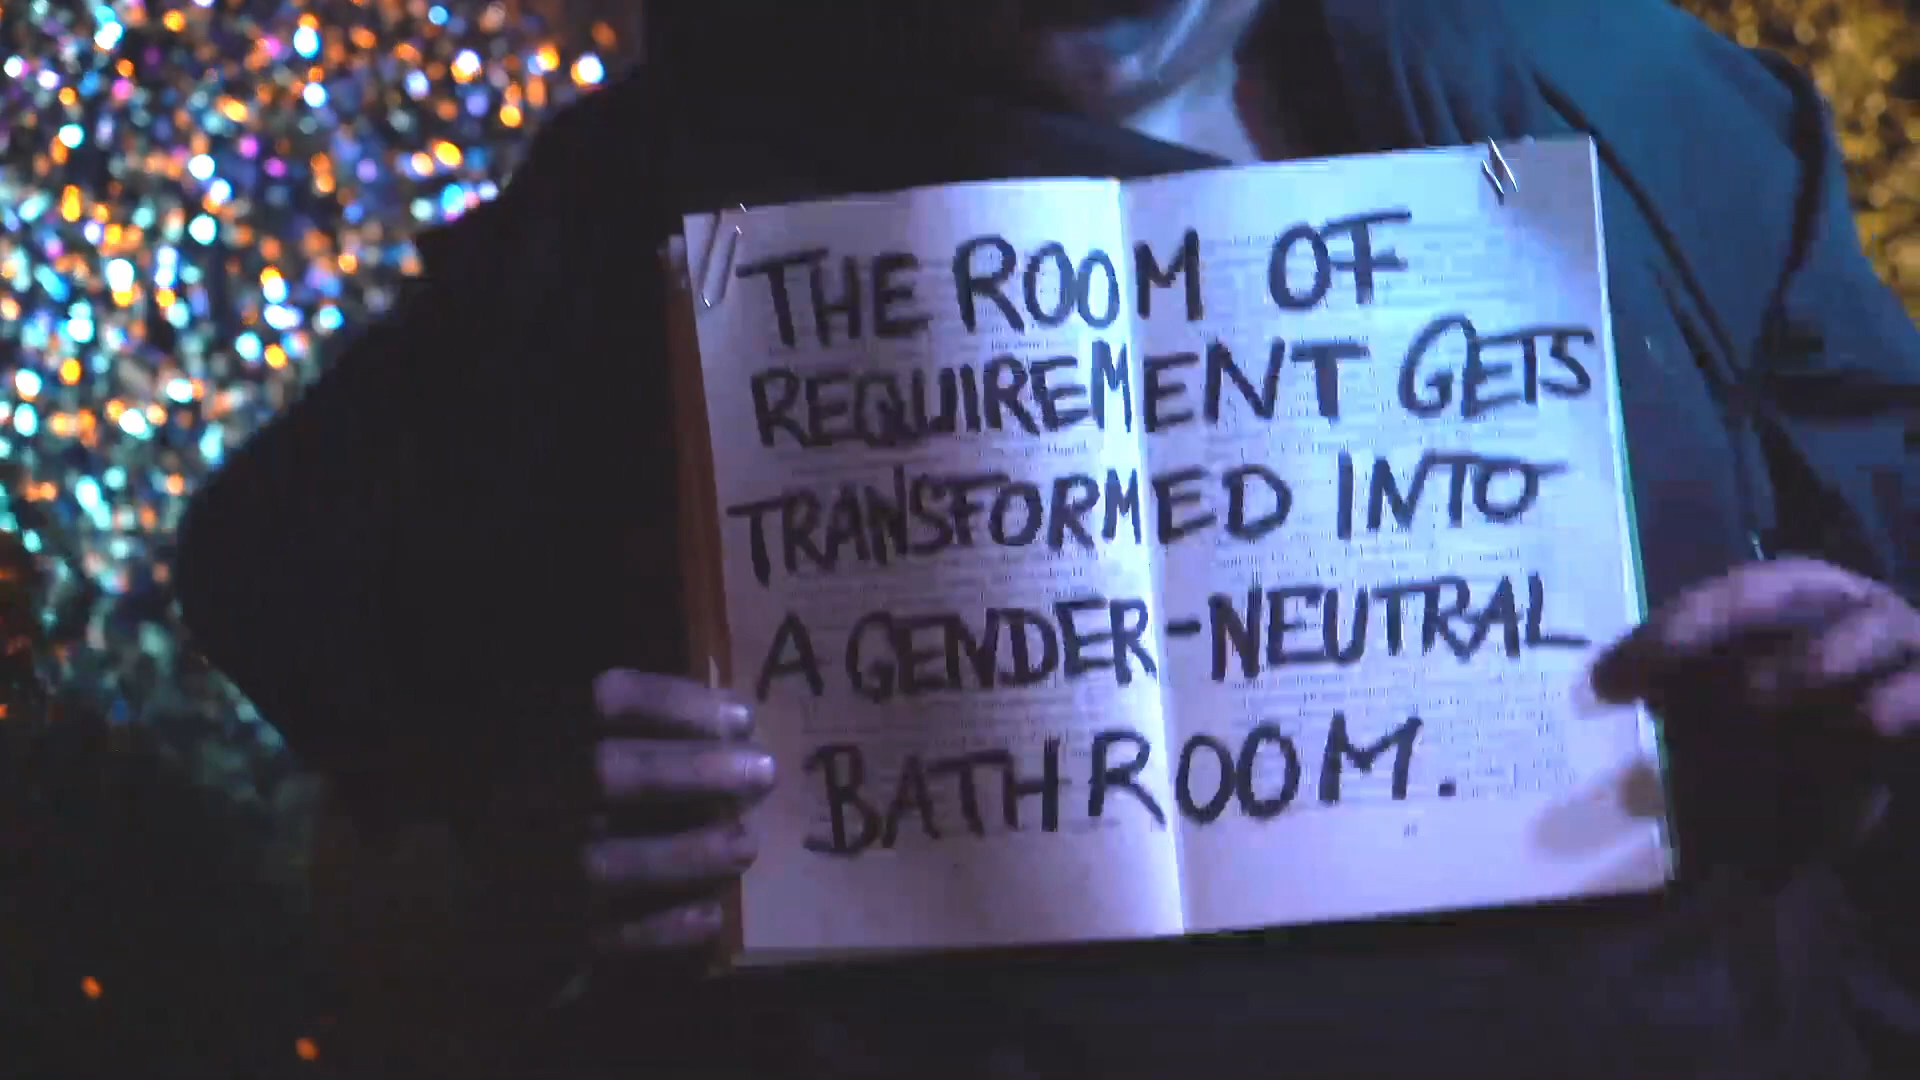 THE ROOM OF
REQUIREMENT GETS
TRANSFORMED INTO
A GENDER-NEUTRAL
BATHROOM.